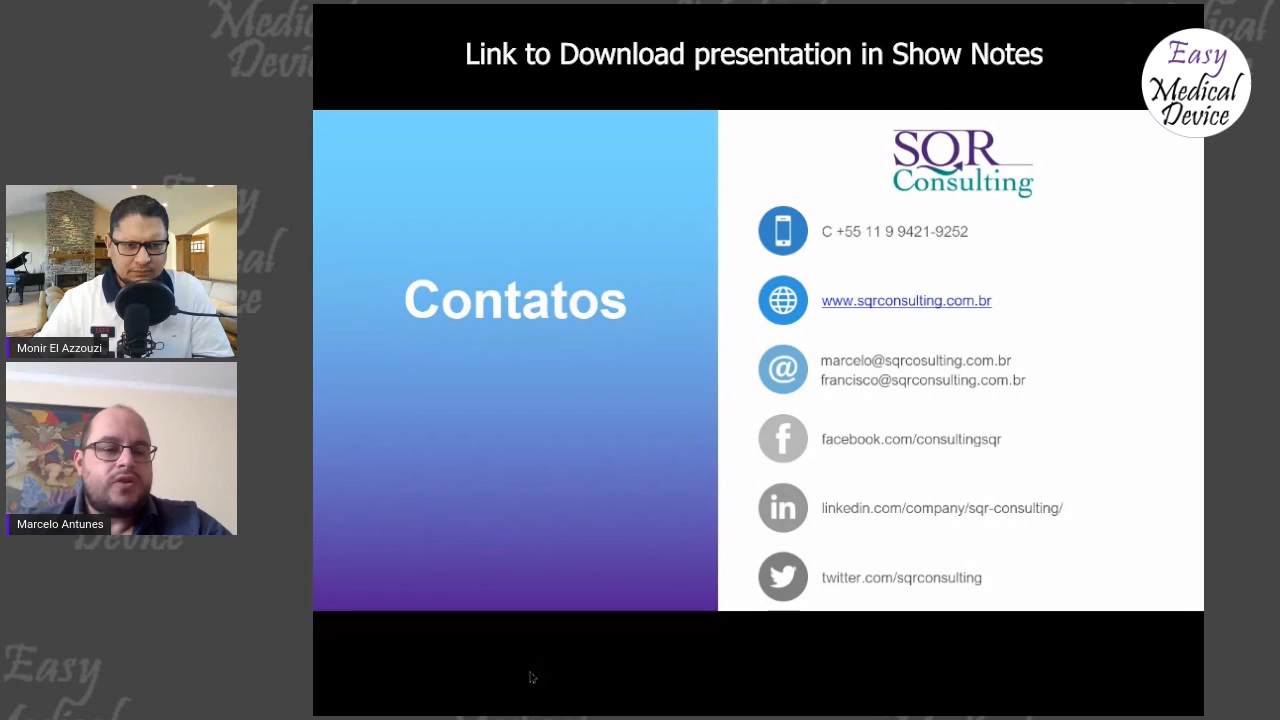 Link to Download presentation in Show Notes
Easy
Medical
Device
SQR
Consulting
Contatos
C +55 11 9 9421-9252
www.sqrconsulting.com.br
marcelo@sqrcosulting.com.br
francisco@sqrconsulting.com.br
facebook.com/consultingsqr
linkedin.com/company/sqr-consulting/
twitter.com/sqrconsulting
Monir El Azzouzi
Marcelo Antunes
Easy